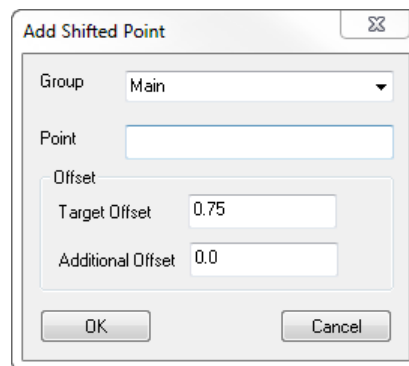 Add Shifted Point
Group Main
Point
Offset
Target Offset 0.75
Additional Offset 0.0
OK Cancel